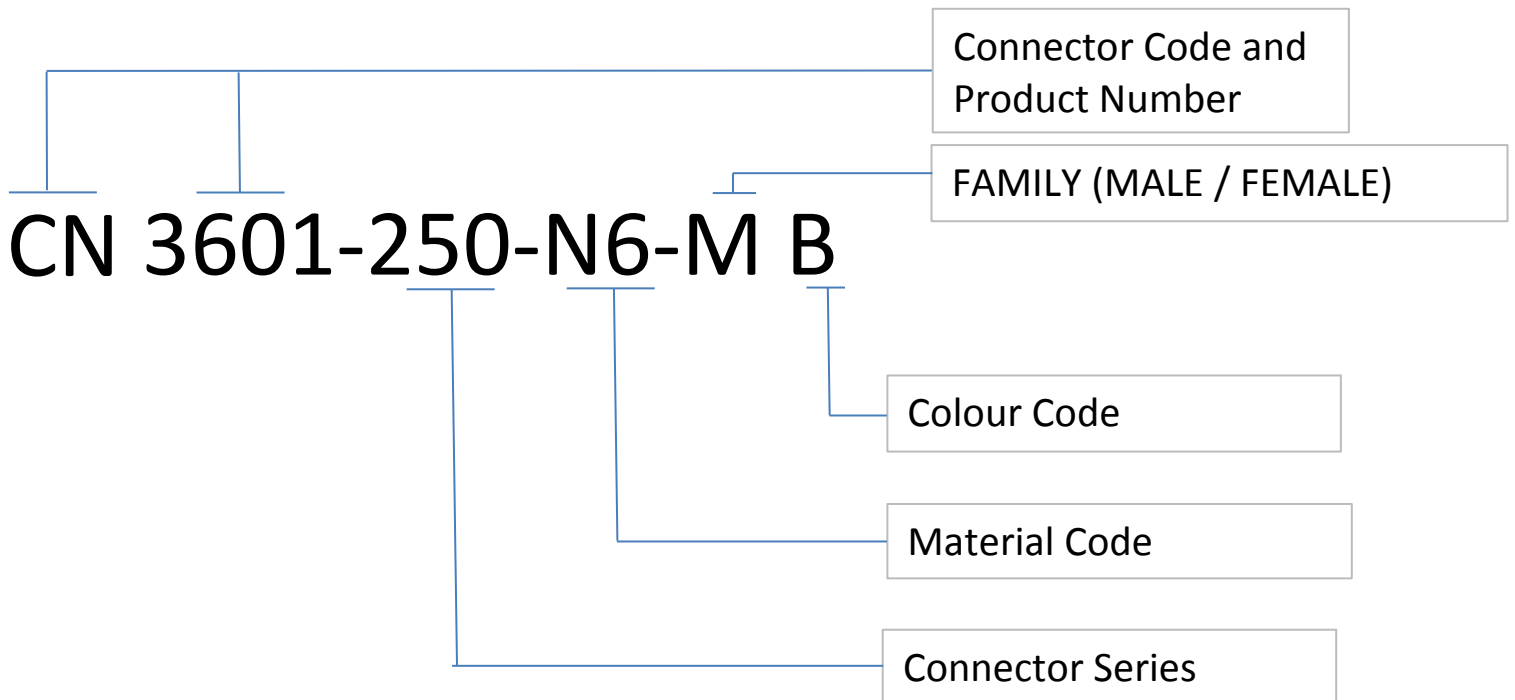 Connector Code and
Product Number
FAMILY (MALE / FEMALE)
CN 3601-250-N6-M B
Colour Code
Material Code
Connector Series